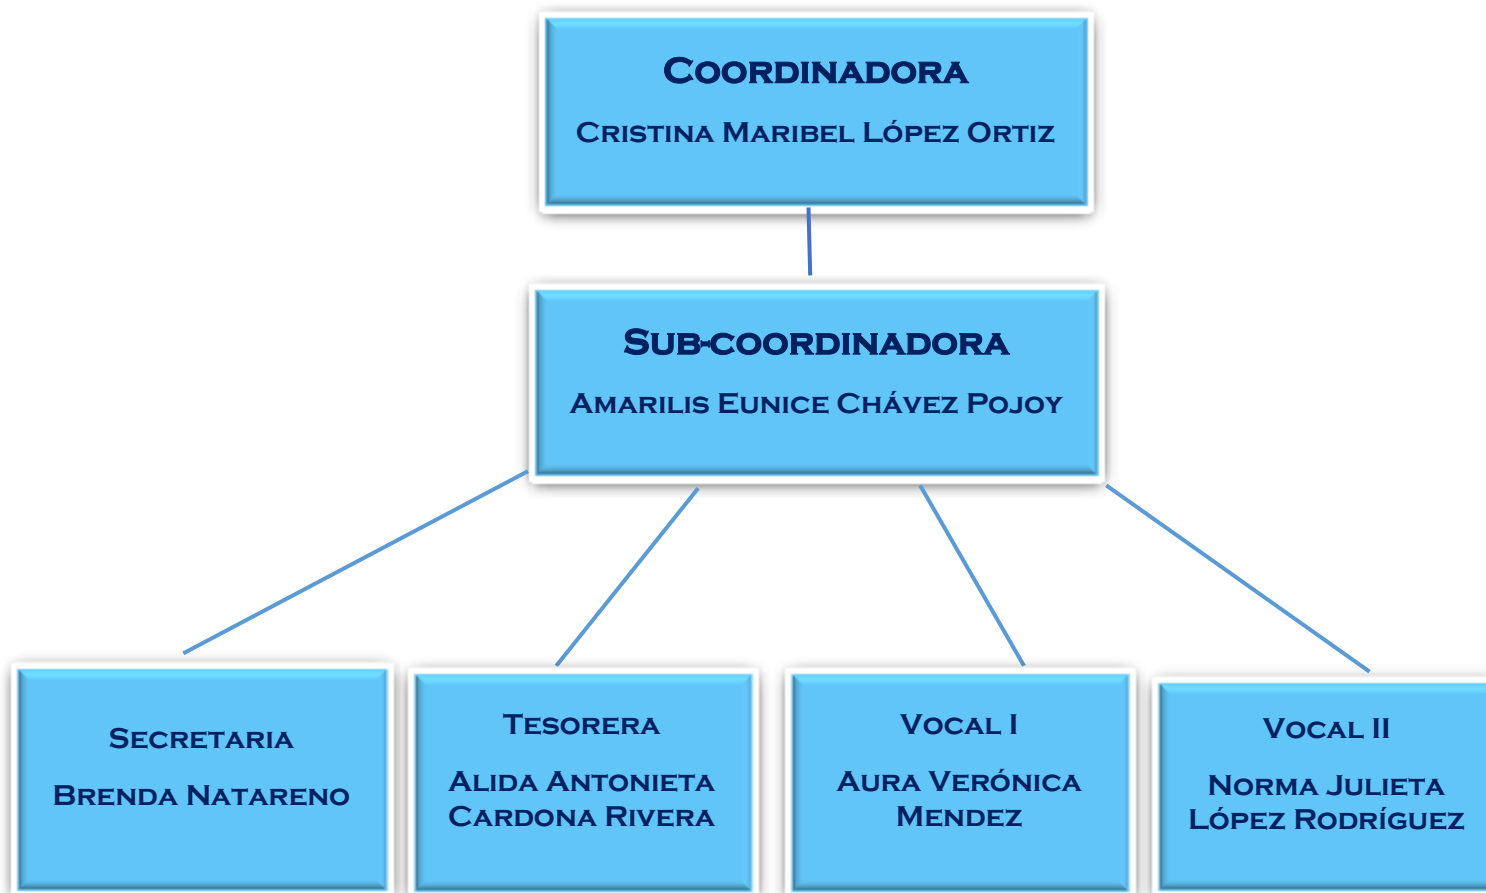 Coordinadora
Cristina Maribel López Ortiz
Sub-coordinadora
Amarilis Eunice Chávez Pojoy
Secretaria
Brenda Natareno
Tesorera
Alida Antonieta
Cardona Rivera
Vocal I
Aura Verónica
Mendez
Vocal II
Norma Julieta
López Rodríguez